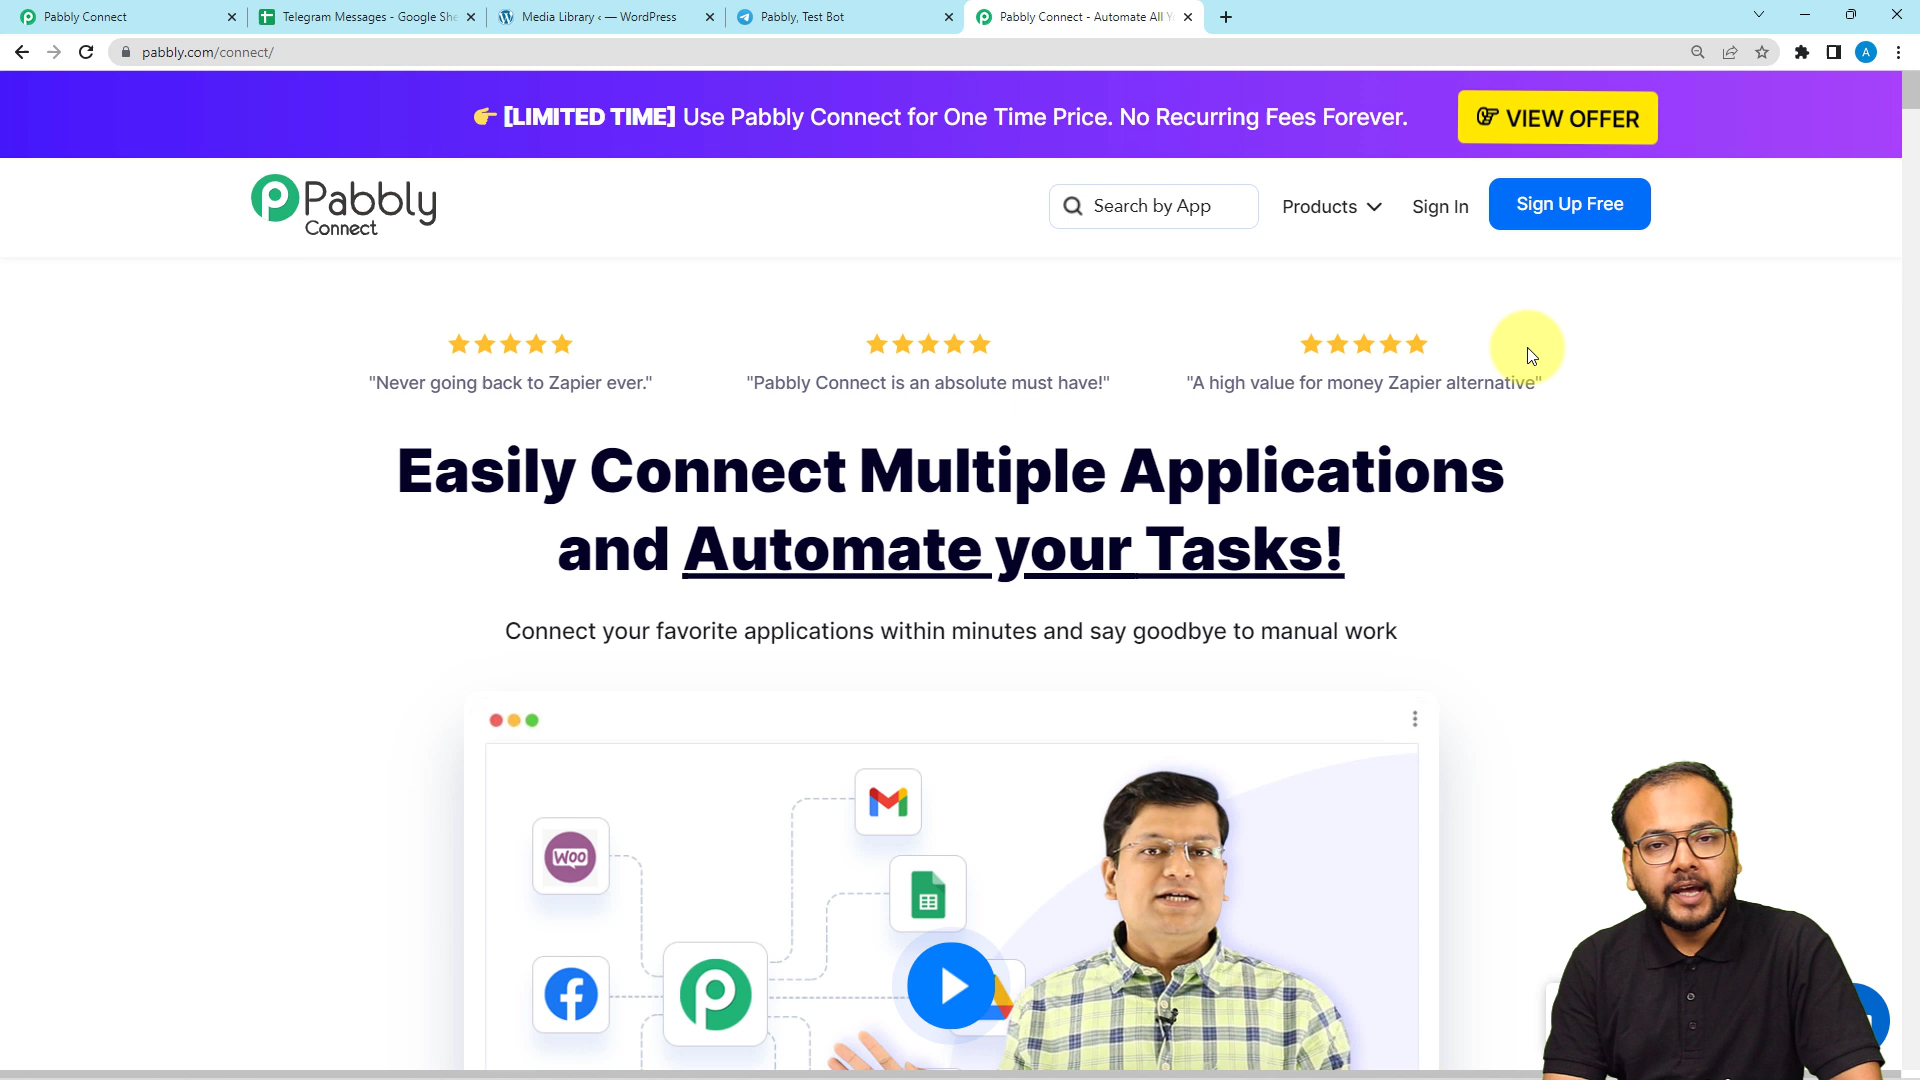 Pabbly Connect
Telegram Messages - Google She
Media Library ‹ — WordPress
Pabbly, Test Bot
Pabbly Connect - Automate All Y
pabbly.com/connect/
A
👉 [LIMITED TIME] Use Pabbly Connect for One Time Price. No Recurring Fees Forever.
VIEW OFFER
Pabbly
Connect
Search by App
Products
Sign In
Sign Up Free
"Never going back to Zapier ever."
"Pabbly Connect is an absolute must have!"
"A high value for money Zapier alternative"
Easily Connect Multiple Applications
and Automate your Tasks!
Connect your favorite applications within minutes and say goodbye to manual work
Woo